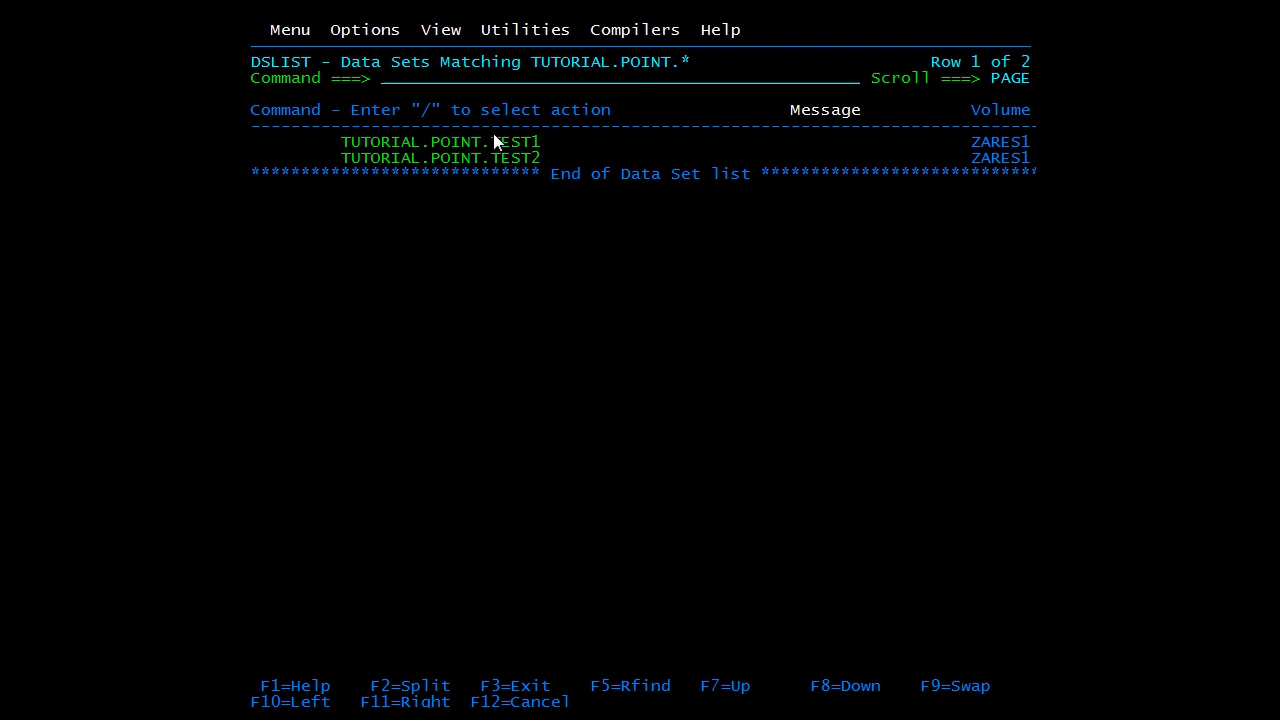 Menu Options View Utilities Compilers Help
DSLIST - Data Sets Matching TUTORIAL.POINT.* Row 1 of 2
Command ===> Scroll ===> PAGE
Command - Enter "/" to select action Message Volume
-------------------------------------------------------------------------------
TUTORIAL.POINT.TEST1 ZARES1
TUTORIAL.POINT.TEST2 ZARES1
***************************** End of Data Set list ****************************
F1=Help F2=Split F3=Exit F5=Rfind F7=Up F8=Down F9=Swap
F10=Left F11=Right F12=Cancel